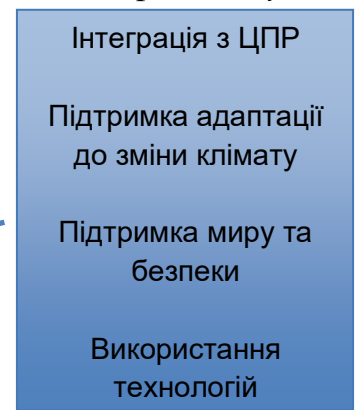 Інтеграція з ЦПР
Підтримка адаптації
до зміни клімату
Підтримка миру та
безпеки
Використання
технологій